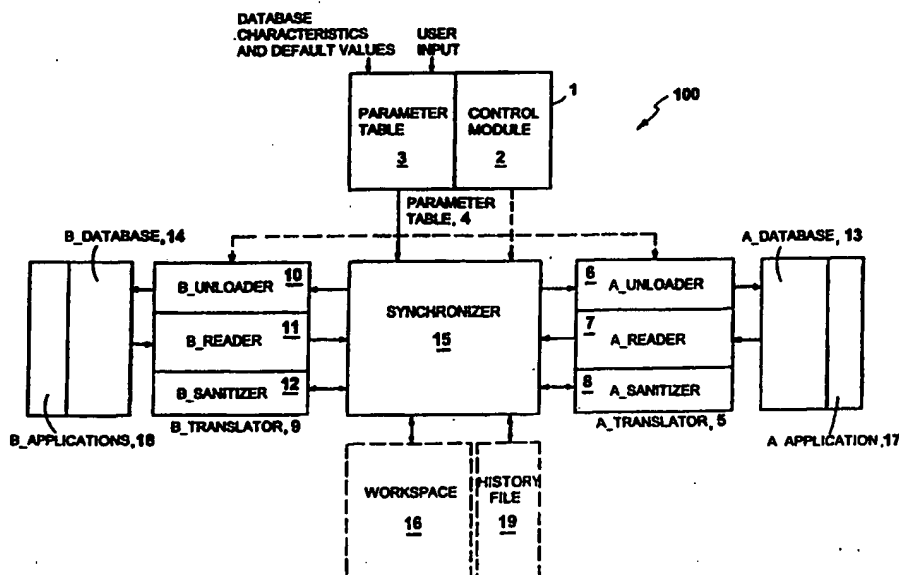 DATABASE
CHARACTERISTICS
AND DEFAULT VALUES
USER
INPUT
1
100
PARAMETER
TABLE
3
CONTROL
MODULE
2
PARAMETER
TABLE, 4
B_DATABASE, 14
A_DATABASE, 13
B_UNLOADER 10
B_READER 11
B_SANITIZER 12
SYNCHRONIZER
15
6 A_UNLOADER
7 A_READER
8 A_SANITIZER
B_APPLICATIONS, 18
B_TRANSLATOR, 9
A_TRANSLATOR, 5
A APPLICATION, 17
WORKSPACE
16
HISTORY
FILE
19